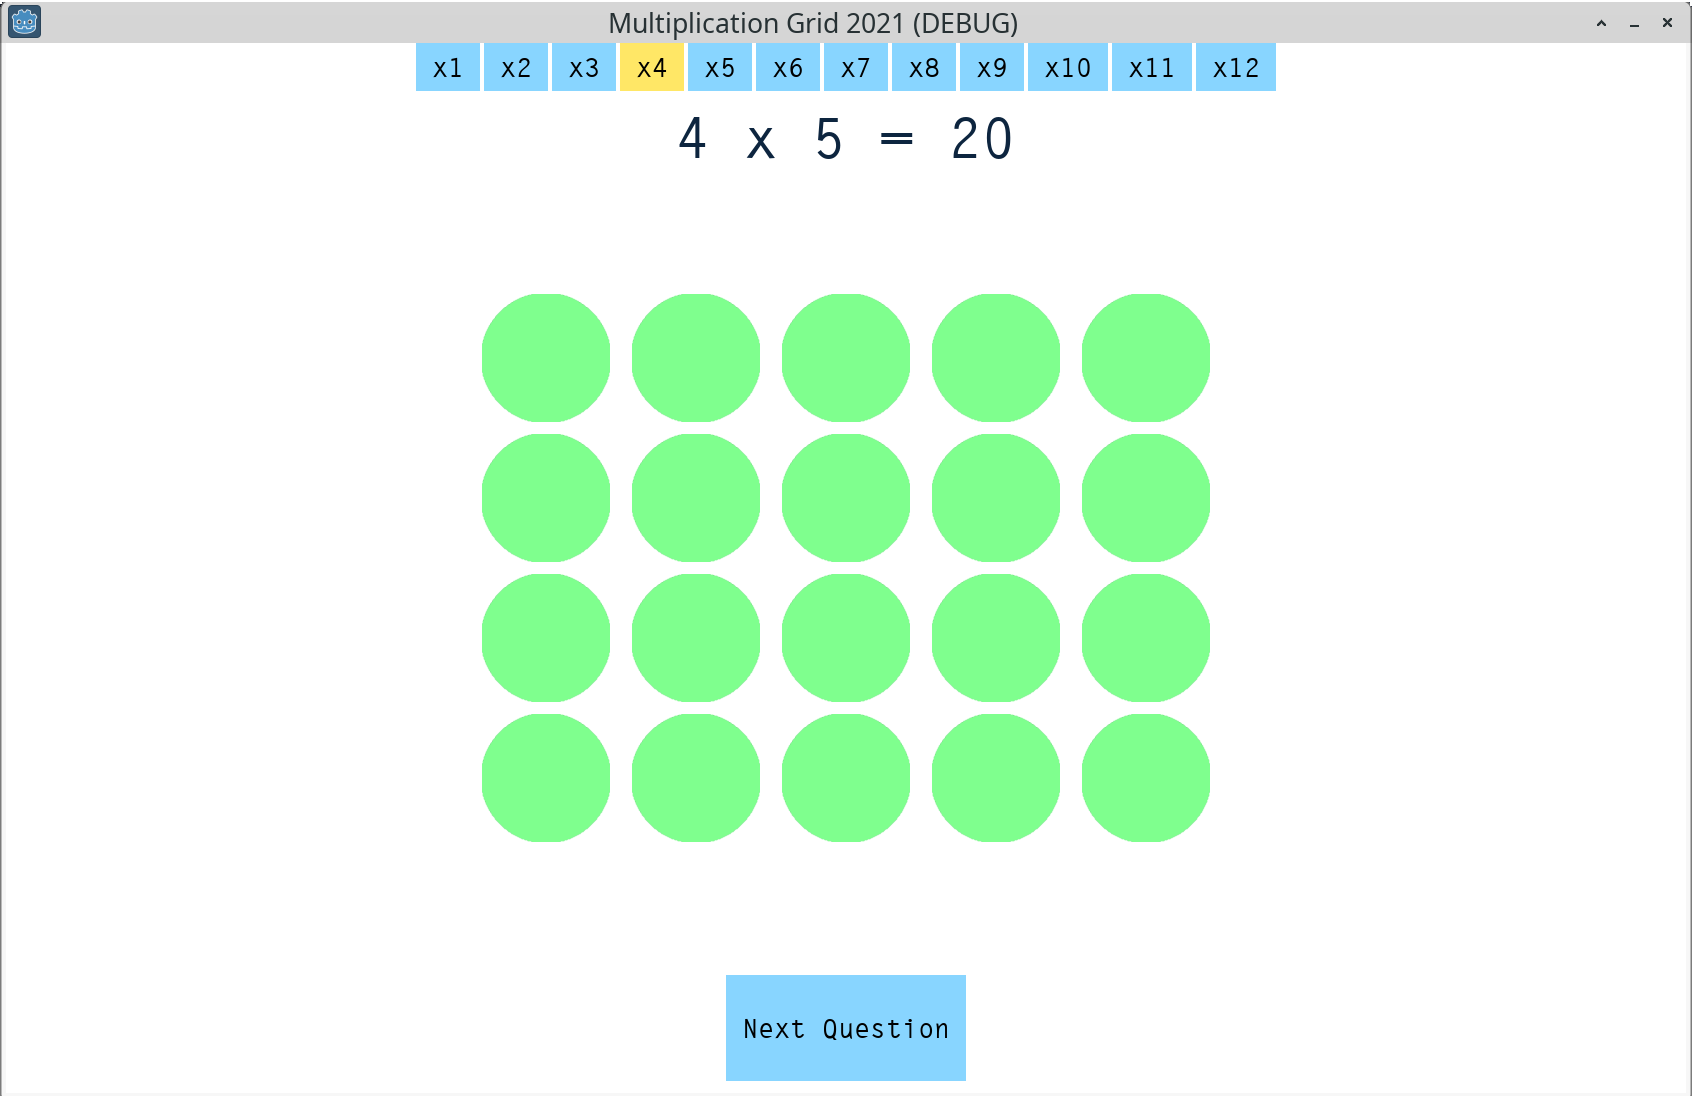 Multiplication Grid 2021 (DEBUG)
x1 x2 x3 x4 x5 x6 x7 x8 x9 x10 x11 x12
4 x 5 = 20
Next Question